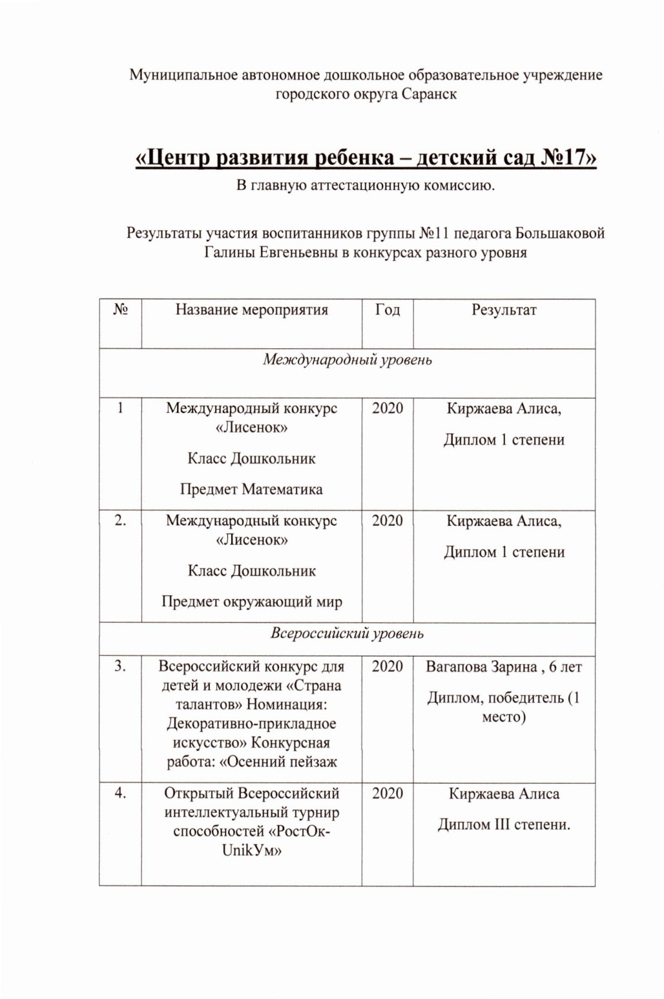 Муниципальное автономное дошкольное образовательное учреждение
городского округа Саранск
«Центр развития ребенка – детский сад №17»
В главную аттестационную комиссию.
Результаты участия воспитанников группы №11 педагога Большаковой
Галины Евгеньевны в конкурсах разного уровня
№ Название мероприятия Год Результат
Международный уровень
1 Международный конкурс 2020 Киржаева Алиса,
«Лисенок»
Диплом 1 степени
Класс Дошкольник
Предмет Математика
2. Международный конкурс 2020 Киржаева Алиса,
«Лисенок»
Диплом 1 степени
Класс Дошкольник
Предмет окружающий мир
Всероссийский уровень
3. Всероссийский конкурс для 2020 Вагапова Зарина , 6 лет
детей и молодежи «Страна
Диплом, победитель (1
талантов» Номинация:
место)
Декоративно-прикладное
искусство» Конкурсная
работа: «Осенний пейзаж
4. Открытый Всероссийский 2020 Киржаева Алиса
интеллектуальный турнир
Диплом III степени.
способностей «РостОк-
UnikУм»